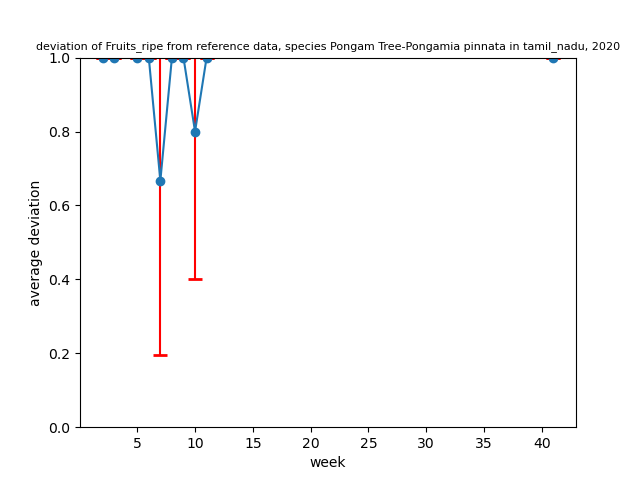 deviation of Fruits_ripe from reference data, species Pongam Tree-Pongamia pinnata in tamil_nadu, 2020
1.0
0.8
0.6
0.4
0.2
0.0
average deviation
5 10 15 20 25 30 35 40
week